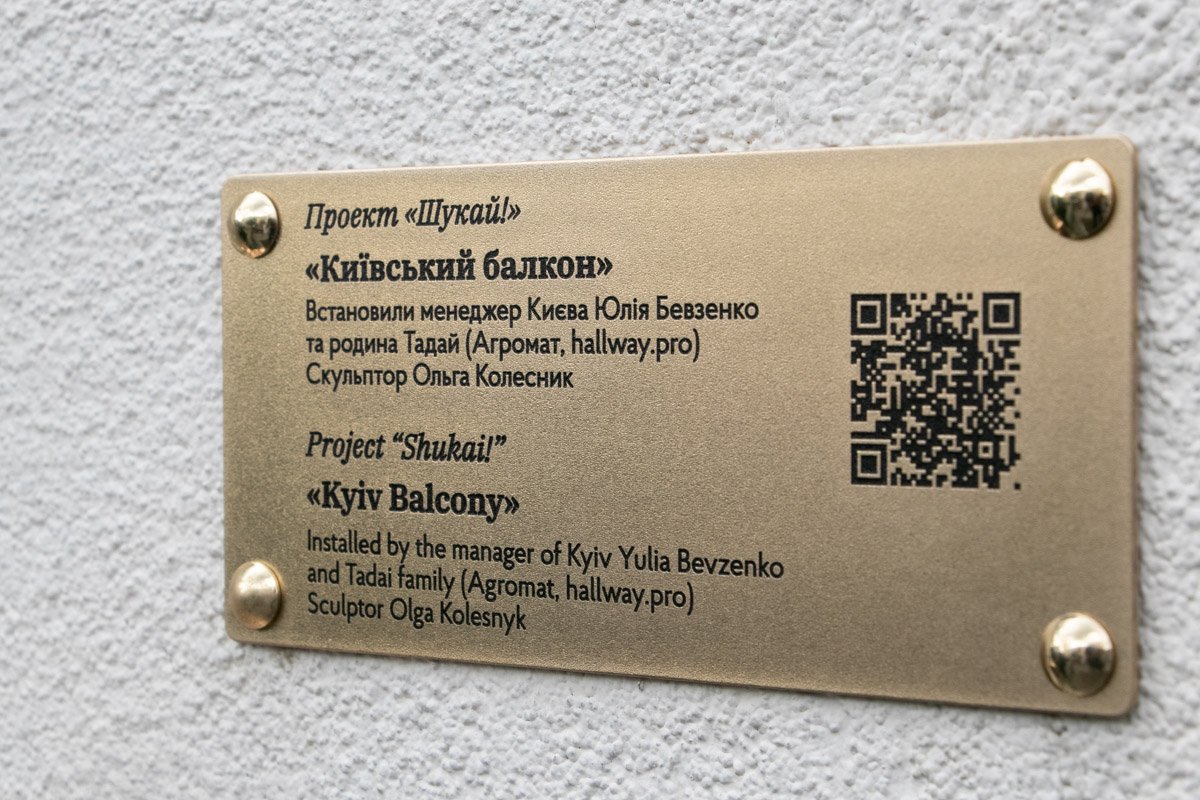 Проект «Шукай!»
«Київський балкон»
Встановили менеджер Києва Юлія Бевзенко
та родина Тадай (Агромат, hallway.pro)
Скульптор Ольга Колесник
Project “Shukai!”
«Kyiv Balcony»
Installed by the manager of Kyiv Yulia Bevzenko
and Tadai family (Agromat, hallway.pro)
Sculptor Olga Kolesnyk